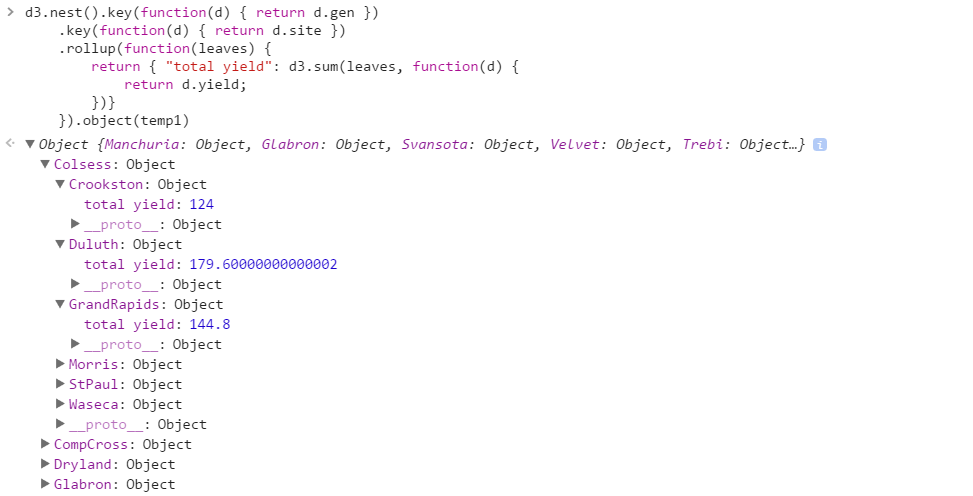 > d3.nest().key(function(d) { return d.gen })
.key(function(d) { return d.site })
.rollup(function(leaves) {
return { "total yield": d3.sum(leaves, function(d) {
return d.yield;
})}
}).object(temp1)
<· ▼ Object {Manchuria: Object, Glabron: Object, Svansota: Object, Velvet: Object, Trebi: Object…} i
▼ Colsess: Object
▼ Crookston: Object
total yield: 124
▶ __proto__: Object
▼ Duluth: Object
total yield: 179.60000000000002
▶ __proto__: Object
▼ GrandRapids: Object
total yield: 144.8
▶ __proto__: Object
▶ Morris: Object
▶ StPaul: Object
▶ Waseca: Object
▶ __proto__: Object
▶ CompCross: Object
▶ Dryland: Object
▶ Glabron: Object